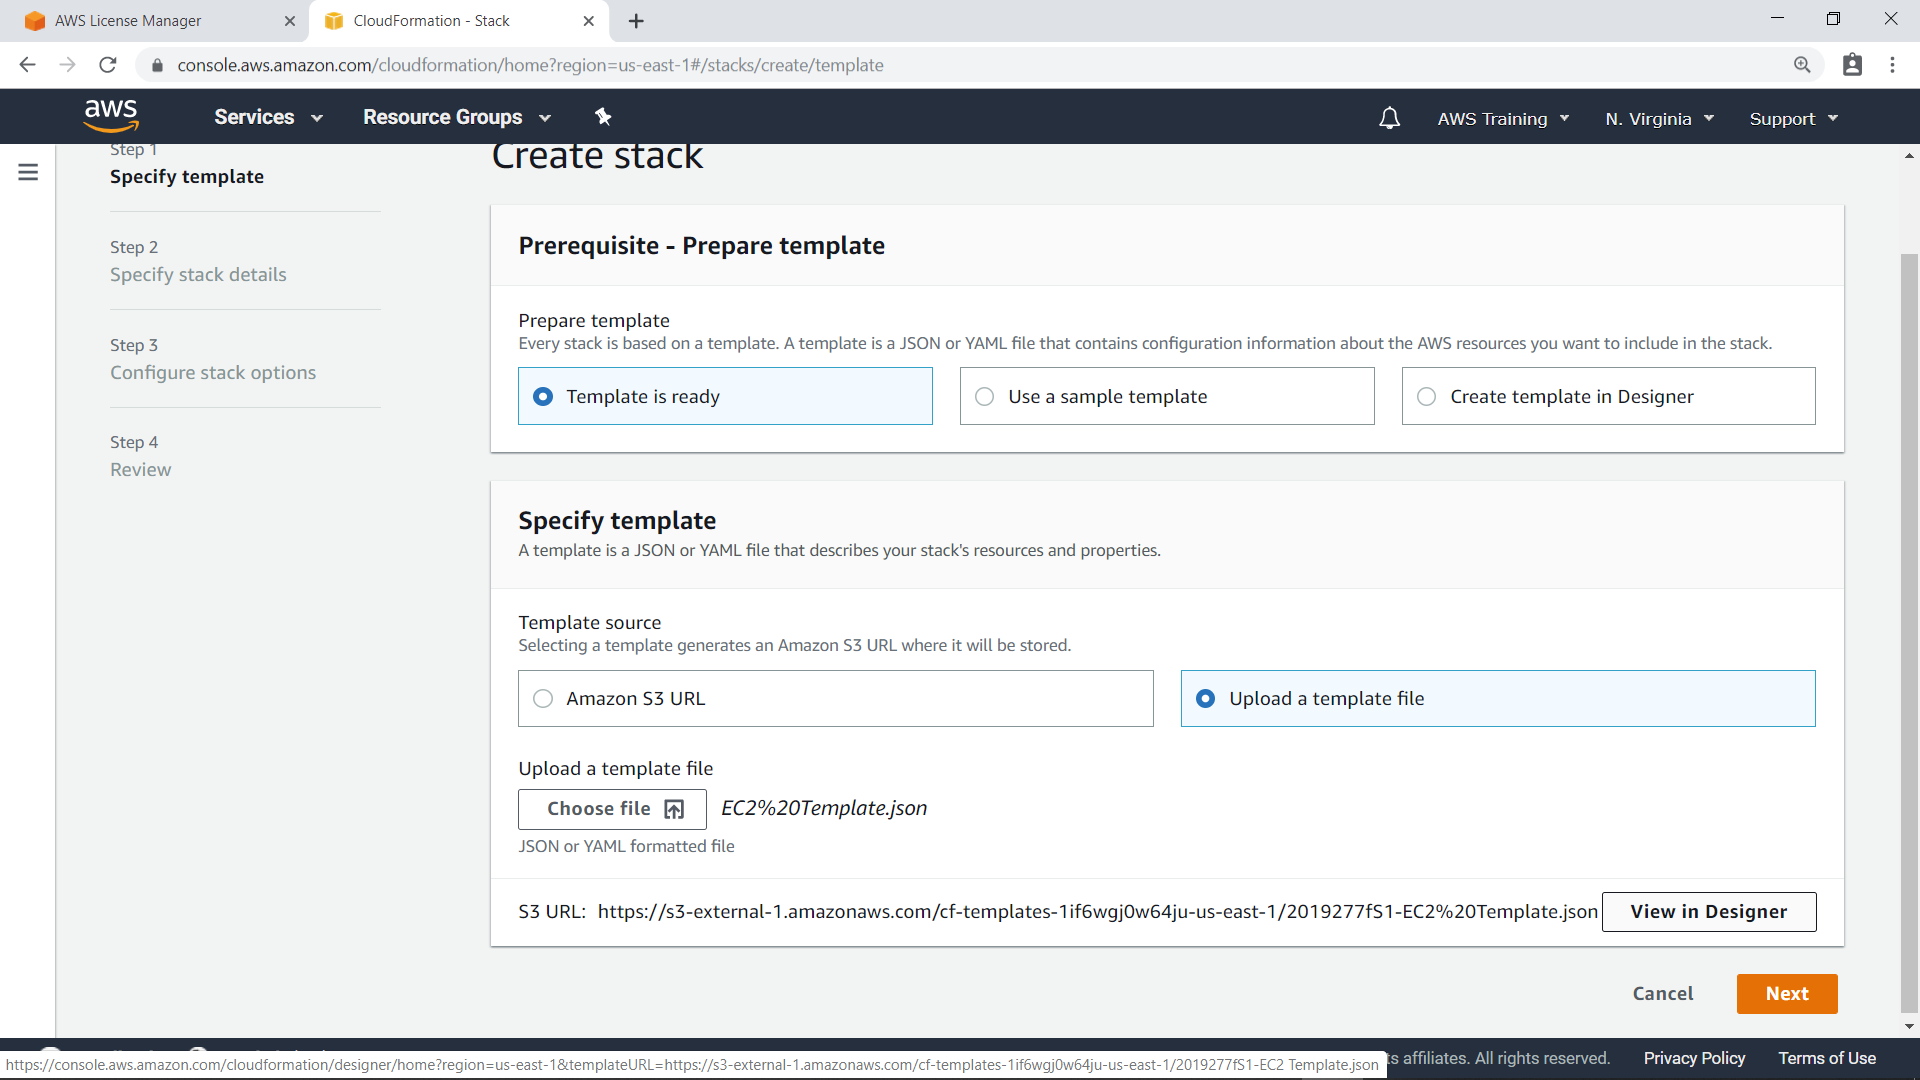 AWS License Manager
CloudFormation - Stack
console.aws.amazon.com/cloudformation/home?region=us-east-1#/stacks/create/template
aws
Services
Resource Groups
AWS Training
N. Virginia
Support
Step 1
Specify template
Step 2
Specify stack details
Step 3
Configure stack options
Step 4
Review
Create stack
Prerequisite - Prepare template
Prepare template
Every stack is based on a template. A template is a JSON or YAML file that contains configuration information about the AWS resources you want to include in the stack.
Template is ready
Use a sample template
Create template in Designer
Specify template
A template is a JSON or YAML file that describes your stack's resources and properties.
Template source
Selecting a template generates an Amazon S3 URL where it will be stored.
Amazon S3 URL
Upload a template file
Upload a template file
Choose file
EC2%20Template.json
JSON or YAML formatted file
S3 URL: https://s3-external-1.amazonaws.com/cf-templates-1if6wgj0w64ju-us-east-1/2019277fS1-EC2%20Template.json
View in Designer
Cancel
Next
https://console.aws.amazon.com/cloudformation/designer/home?region=us-east-1&templateURL=https://s3-external-1.amazonaws.com/cf-templates-1if6wgj0w64ju-us-east-1/2019277fS1-EC2 Template.json
ts affiliates. All rights reserved.
Privacy Policy
Terms of Use